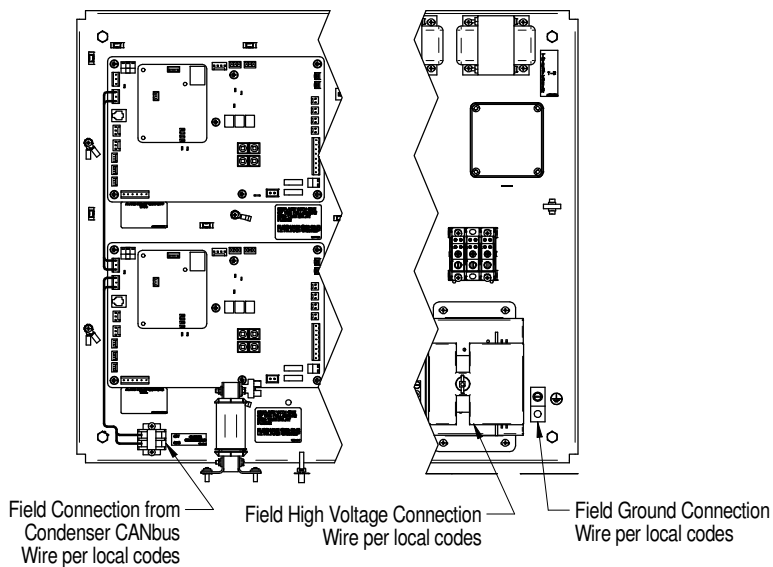 Field Connection from
Condenser CANbus
Wire per local codes
Field High Voltage Connection
Wire per local codes
Field Ground Connection
Wire per local codes